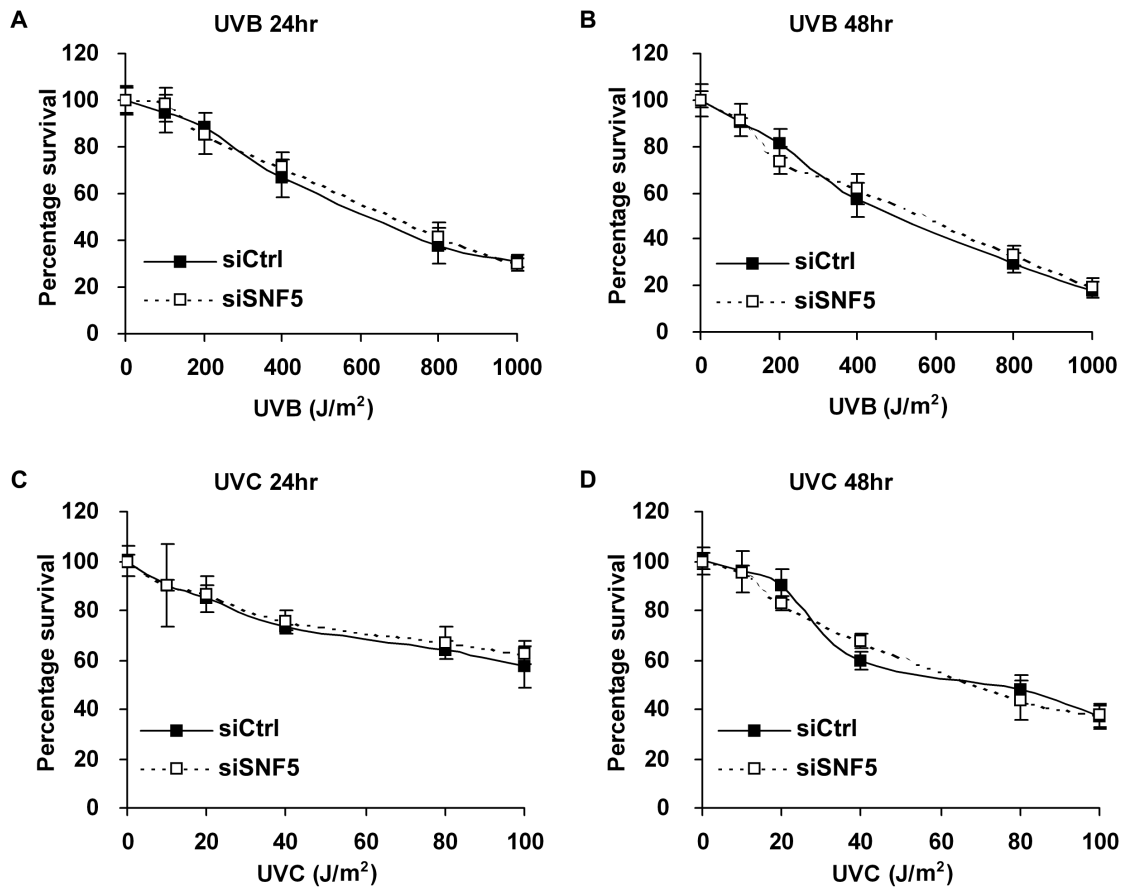 A
UVB 24hr
Percentage survival
120
100
80
60
40
20
0
siCtrl
siSNF5
0 200 400 600 800 1000
UVB (J/m²)
B
UVB 48hr
Percentage survival
120
100
80
60
40
20
0
siCtrl
siSNF5
0 200 400 600 800 1000
UVB (J/m²)
C
UVC 24hr
Percentage survival
120
100
80
60
40
20
0
siCtrl
siSNF5
0 20 40 60 80 100
UVC (J/m²)
D
UVC 48hr
Percentage survival
120
100
80
60
40
20
0
siCtrl
siSNF5
0 20 40 60 80 100
UVC (J/m²)